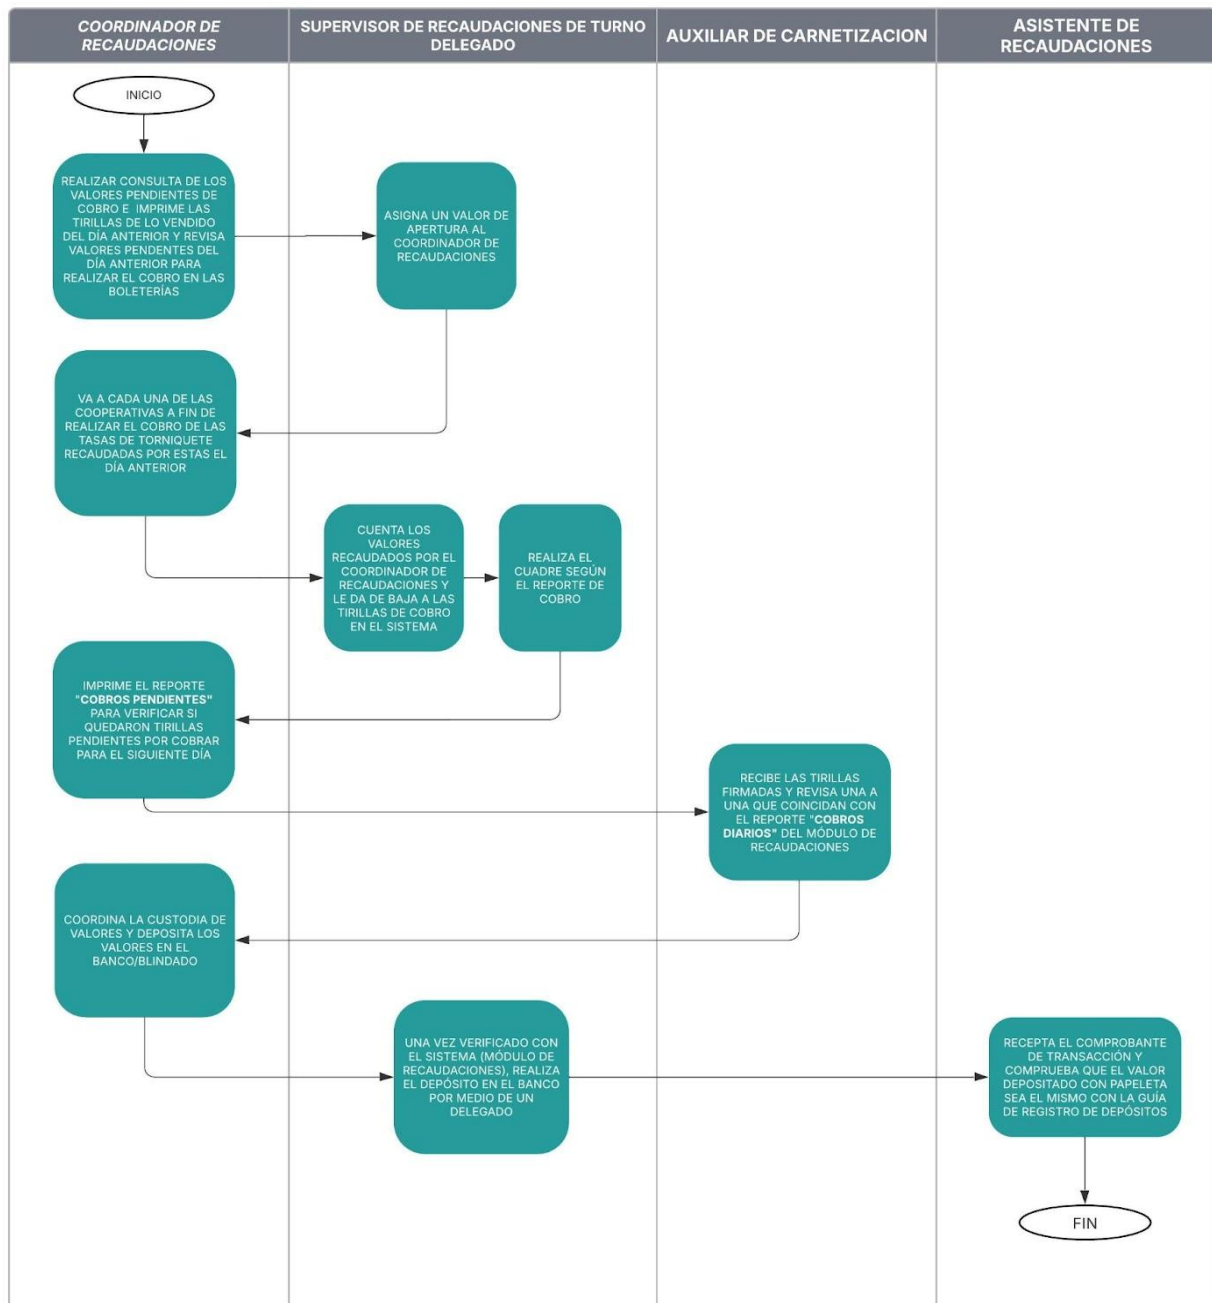 COORDINADOR DE
RECAUDACIONES
SUPERVISOR DE RECAUDACIONES DE TURNO
DELEGADO
AUXILIAR DE CARNETIZACION
ASISTENTE DE
RECAUDACIONES
INICIO
REALIZAR CONSULTA DE LOS
VALORES PENDIENTES DE
COBRO E IMPRIME LAS
TIRILLAS DE LO VENDIDO
DEL DÍA ANTERIOR Y REVISA
VALORES PENDENTES DEL
DÍA ANTERIOR PARA
REALIZAR EL COBRO EN LAS
BOLETERÍAS
ASIGNA UN VALOR DE
APERTURA AL
COORDINADOR DE
RECAUDACIONES
VA A CADA UNA DE LAS
COOPERATIVAS A FIN DE
REALIZAR EL COBRO DE LAS
TASAS DE TORNIQUETE
RECAUDADAS POR ESTAS EL
DÍA ANTERIOR
CUENTA LOS
VALORES
RECAUDADOS POR EL
COORDINADOR DE
RECAUDACIONES Y
LE DA DE BAJA A LAS
TIRILLAS DE COBRO
EN EL SISTEMA
REALIZA EL
CUADRE SEGÚN
EL REPORTE DE
COBRO
IMPRIME EL REPORTE
"COBROS PENDIENTES"
PARA VERIFICAR SI
QUEDARON TIRILLAS
PENDIENTES POR COBRAR
PARA EL SIGUIENTE DÍA
RECIBE LAS TIRILLAS
FIRMADAS Y REVISA UNA A
UNA QUE COINCIDAN CON
EL REPORTE "COBROS
DIARIOS" DEL MÓDULO DE
RECAUDACIONES
COORDINA LA CUSTODIA DE
VALORES Y DEPOSITA LOS
VALORES EN EL
BANCO/BLINDADO
UNA VEZ VERIFICADO CON
EL SISTEMA (MÓDULO DE
RECAUDACIONES), REALIZA
EL DEPÓSITO EN EL BANCO
POR MEDIO DE UN
DELEGADO
RECEPTA EL COMPROBANTE
DE TRANSACCIÓN Y
COMPRUEBA QUE EL VALOR
DEPOSITADO CON PAPELETA
SEA EL MISMO CON LA GUÍA
DE REGISTRO DE DEPÓSITOS
FIN